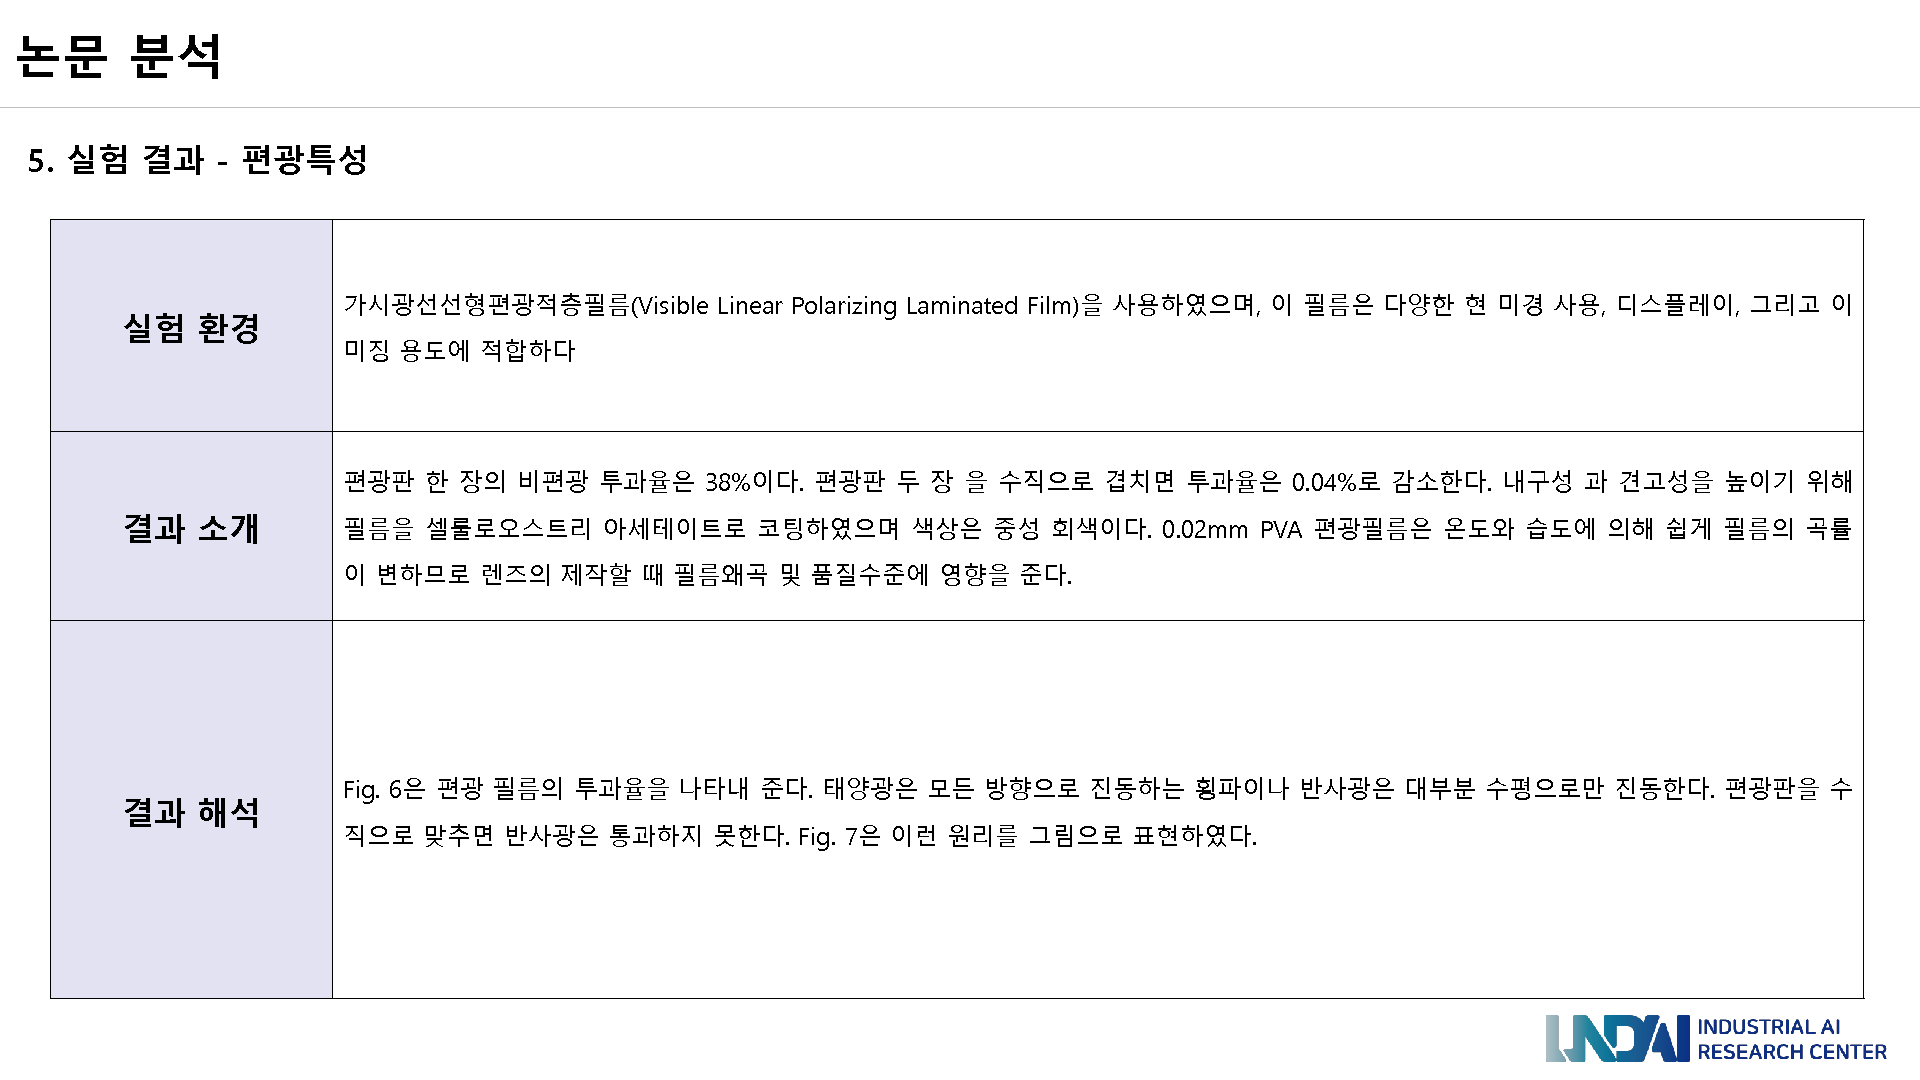 논문 분석
5. 실험 결과 - 편광특성
실험 환경
가시광선선형편광적층필름(Visible Linear Polarizing Laminated Film)을 사용하였으며, 이 필름은 다양한 현 미경 사용, 디스플레이, 그리고 이
미징 용도에 적합하다
결과 소개
편광판 한 장의 비편광 투과율은 38%이다. 편광판 두 장 을 수직으로 겹치면 투과율은 0.04%로 감소한다. 내구성 과 견고성을 높이기 위해
필름을 셀룰로오스트리 아세테이트로 코팅하였으며 색상은 중성 회색이다. 0.02mm PVA 편광필름은 온도와 습도에 의해 쉽게 필름의 곡률
이 변하므로 렌즈의 제작할 때 필름왜곡 및 품질수준에 영향을 준다.
결과 해석
Fig. 6은 편광 필름의 투과율을 나타내 준다. 태양광은 모든 방향으로 진동하는 횡파이나 반사광은 대부분 수평으로만 진동한다. 편광판을 수
직으로 맞추면 반사광은 통과하지 못한다. Fig. 7은 이런 원리를 그림으로 표현하였다.
INDAI
INDUSTRIAL AI
RESEARCH CENTER